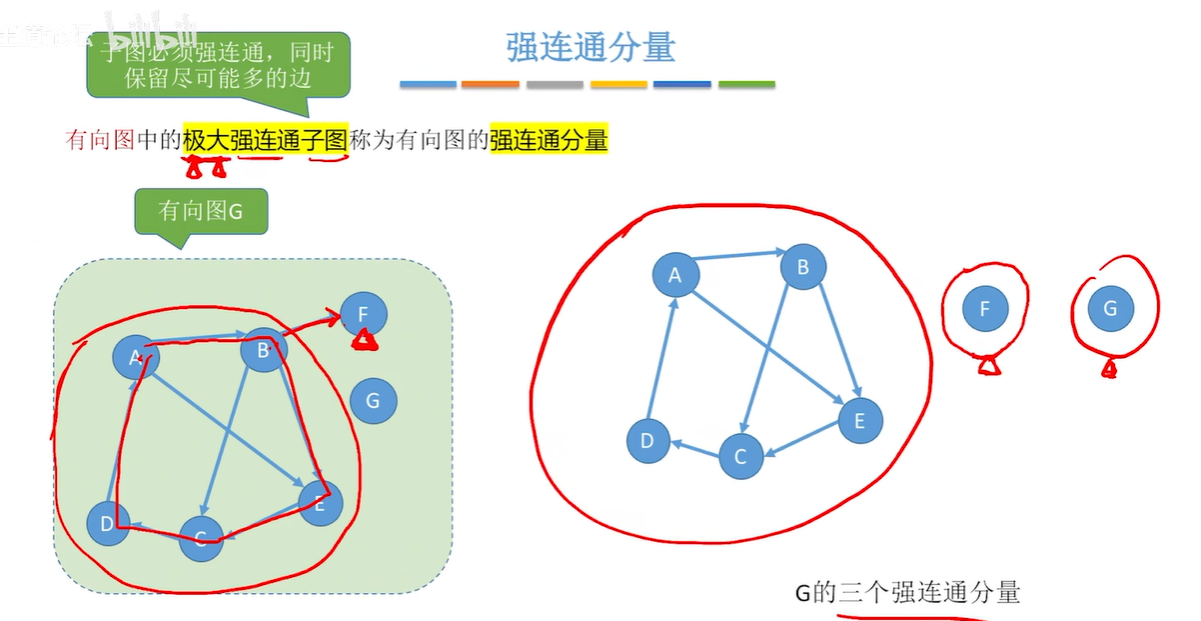 bilibili
强连通分量
子图必须强连通，同时
保留尽可能多的边
有向图中的极大强连通子图称为有向图的强连通分量
有向图G
A
B
F
G
E
D
C
A
B
F
G
E
D
C
G的三个强连通分量